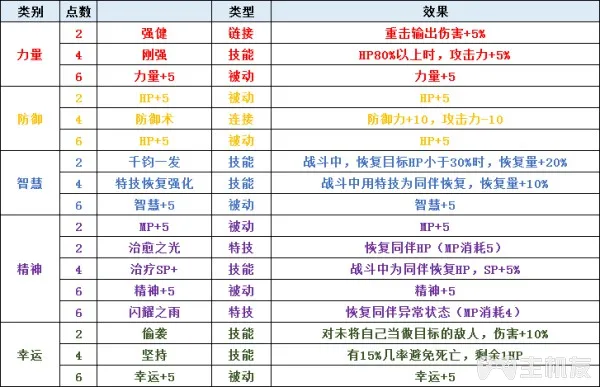 类别 点数 类型 效果
力量 2 强健 链接 重击输出伤害+5%
4 刚强 技能 HP80%以上时，攻击力+5%
6 力量+5 被动 力量+5
防御 2 HP+5 被动 HP+5
4 防御术 连接 防御力+10，攻击力-10
6 HP+5 被动 HP+5
智慧 2 千钧一发 技能 战斗中，恢复目标HP小于30%时，恢复量+20%
4 特技恢复强化 技能 战斗中用特技为同伴恢复，恢复量+10%
6 智慧+5 被动 智慧+5
精神 2 MP+5 被动 MP+5
2 治愈之光 特技 恢复同伴HP（MP消耗5）
4 治疗SP+ 技能 战斗中为同伴恢复HP，SP+5%
6 精神+5 被动 精神+5
6 闪耀之雨 特技 恢复同伴异常状态（MP消耗4）
幸运 2 偷袭 技能 对未将自己当做目标的敌人，伤害+10%
4 坚持 技能 有15%几率避免死亡，剩余1HP
6 幸运+5 被动 幸运+5
主机友